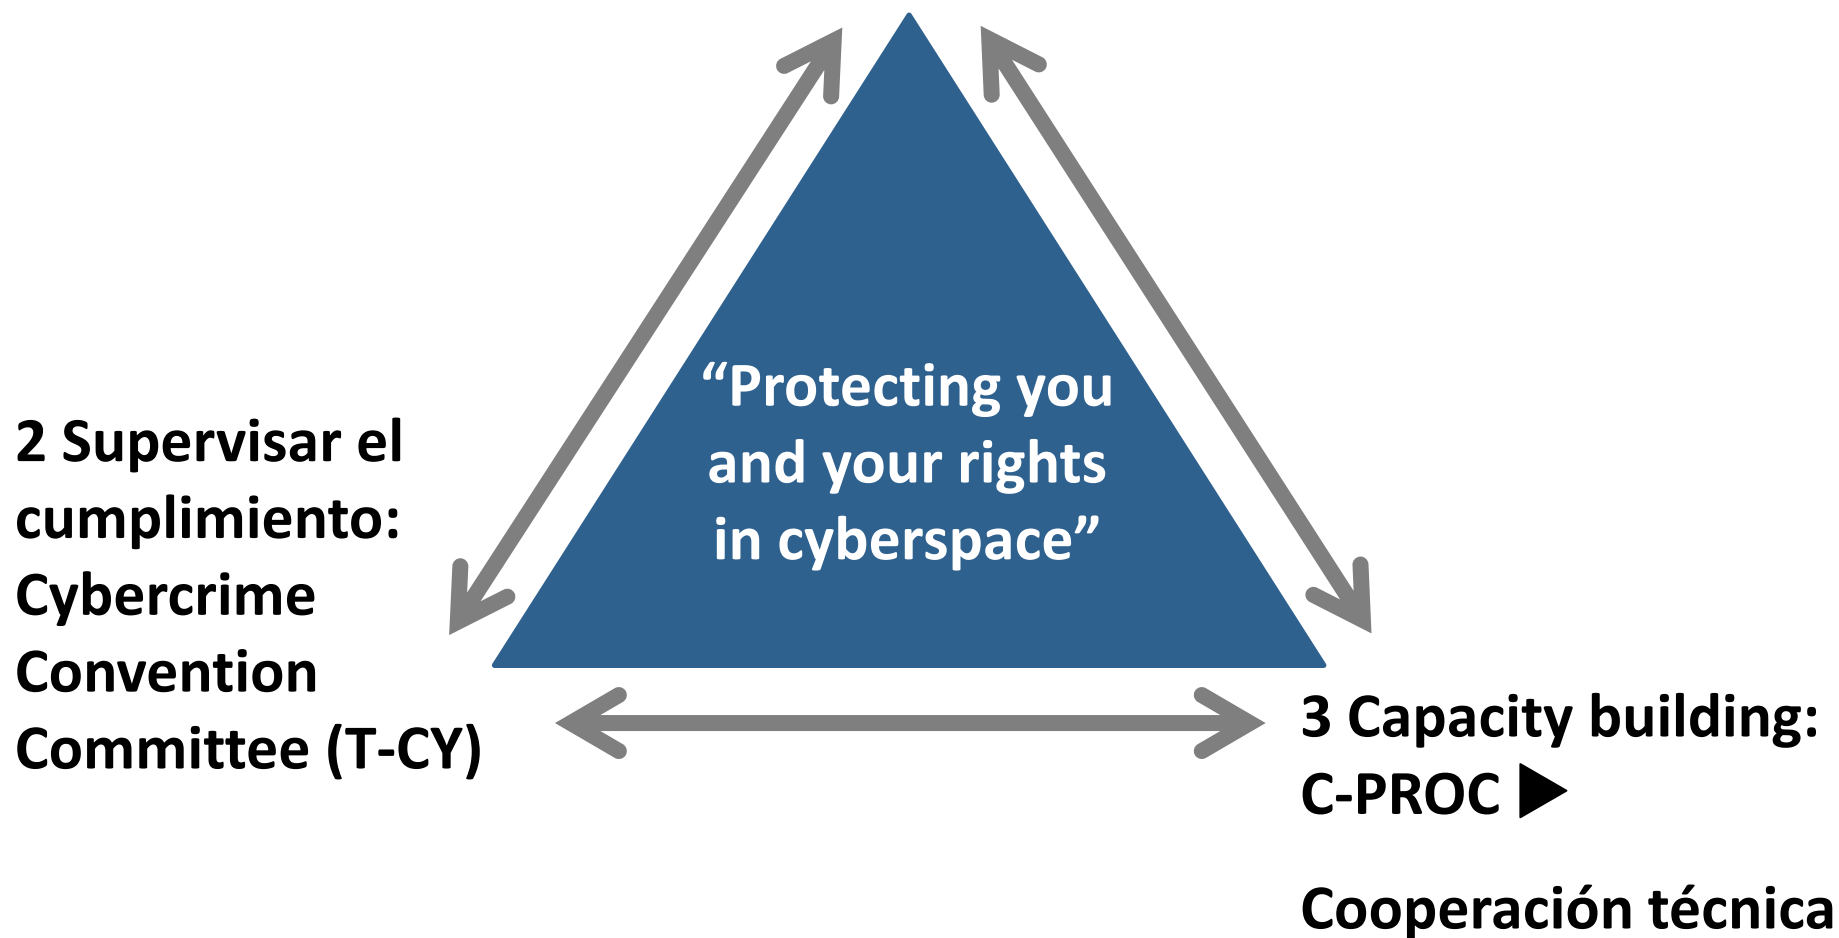 “Protecting you
and your rights
in cyberspace”
2 Supervisar el
cumplimiento:
Cybercrime
Convention
Committee (T-CY)
3 Capacity building:
C-PROC ▶
Cooperación técnica